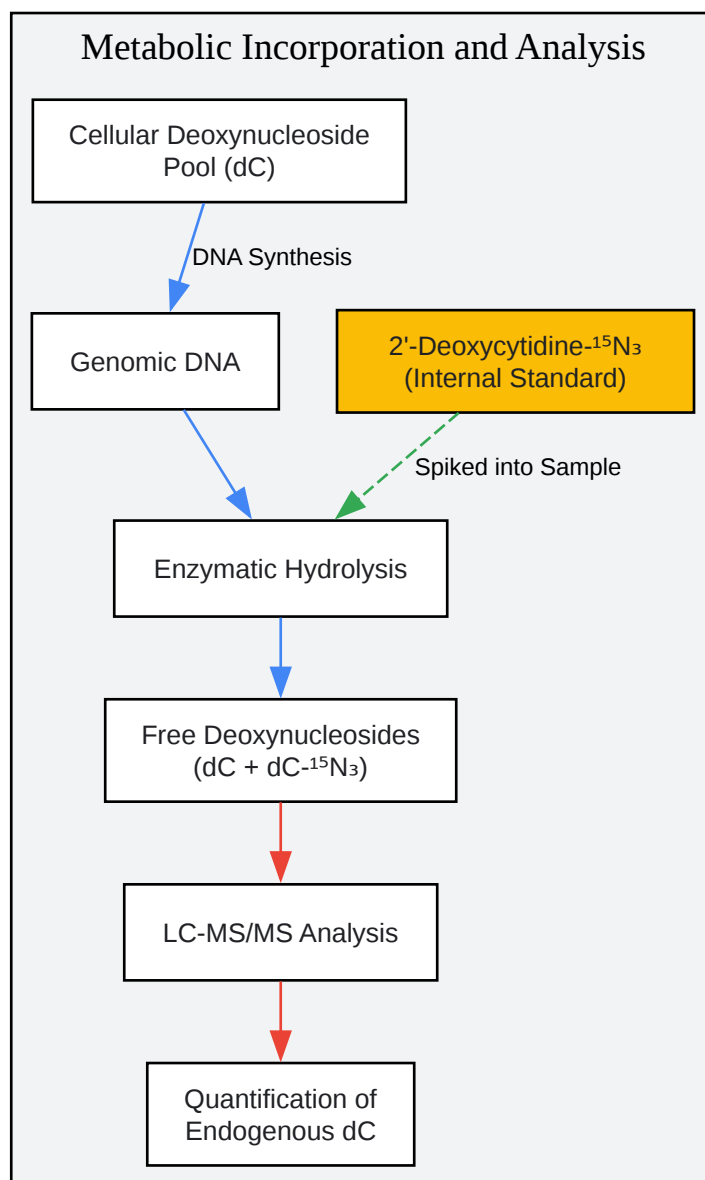 Metabolic Incorporation and Analysis
Cellular Deoxynucleoside
Pool (dC)
DNA Synthesis
Genomic DNA
2'-Deoxycytidine-¹⁵N₃
(Internal Standard)
Spiked into Sample
Enzymatic Hydrolysis
Free Deoxynucleosides
(dC + dC-¹⁵N₃)
LC-MS/MS Analysis
Quantification of
Endogenous dC